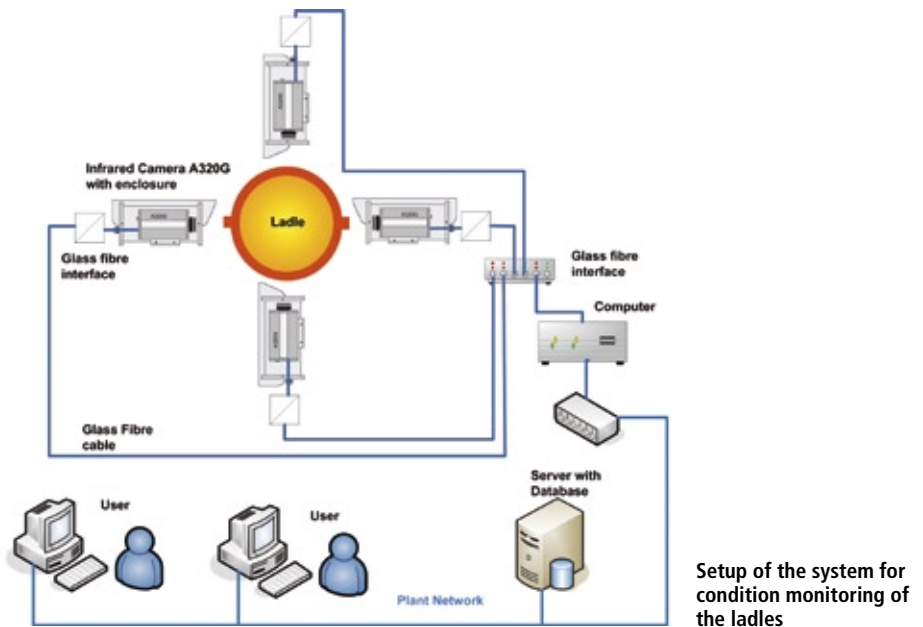 Infrared Camera A320G
with enclosure
Ladle
Glass fibre
interface
Glass fibre
interface
Computer
Glass Fibre
cable
Server with
Database
User
User
Plant Network
Setup of the system for
condition monitoring of
the ladles